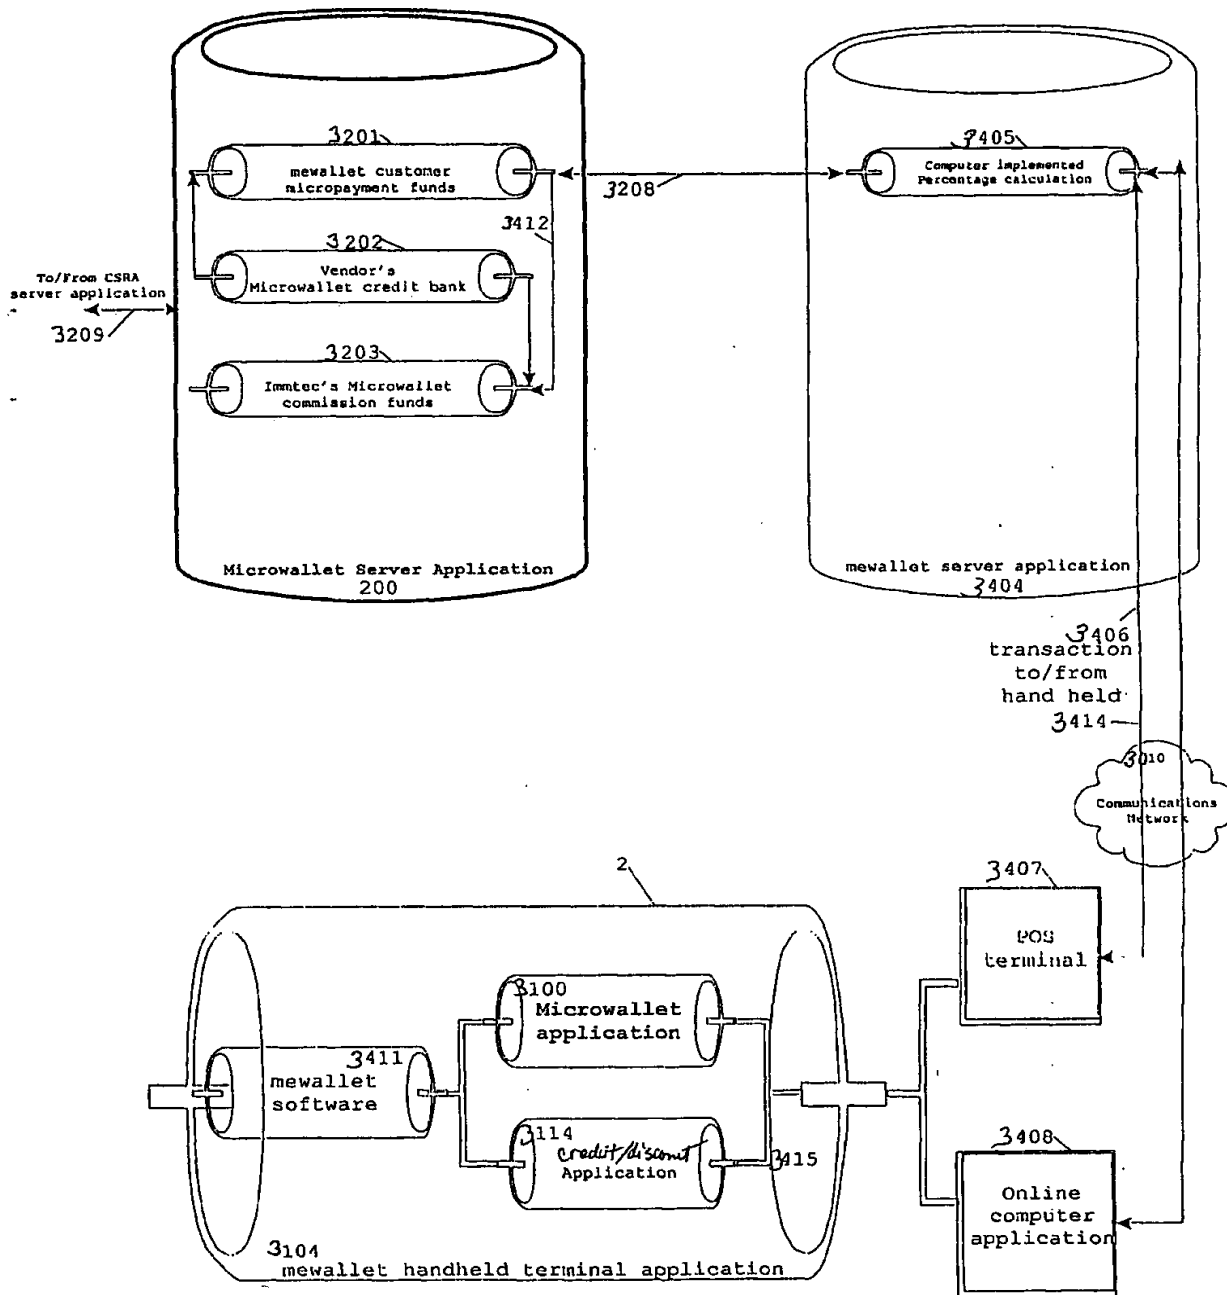 3201
mewallet customer
micropayment funds
3202
Vendor's
Microwallet credit bank
3203
Immtec's Microwallet
commission funds
3412
3208
To/From CSRA
server application
3209
Microwallet Server Application
200
3405
Computer implemented
Percentage calculation
mewallet server application
3404
3406
transaction
to/from
hand held
3414
3010
Communications
Network
2
3407
POS
terminal
3100
Microwallet
application
3411
mewallet
software
3114
credit/discount
Application
3415
3408
Online
computer
application
3104
mewallet handheld terminal application